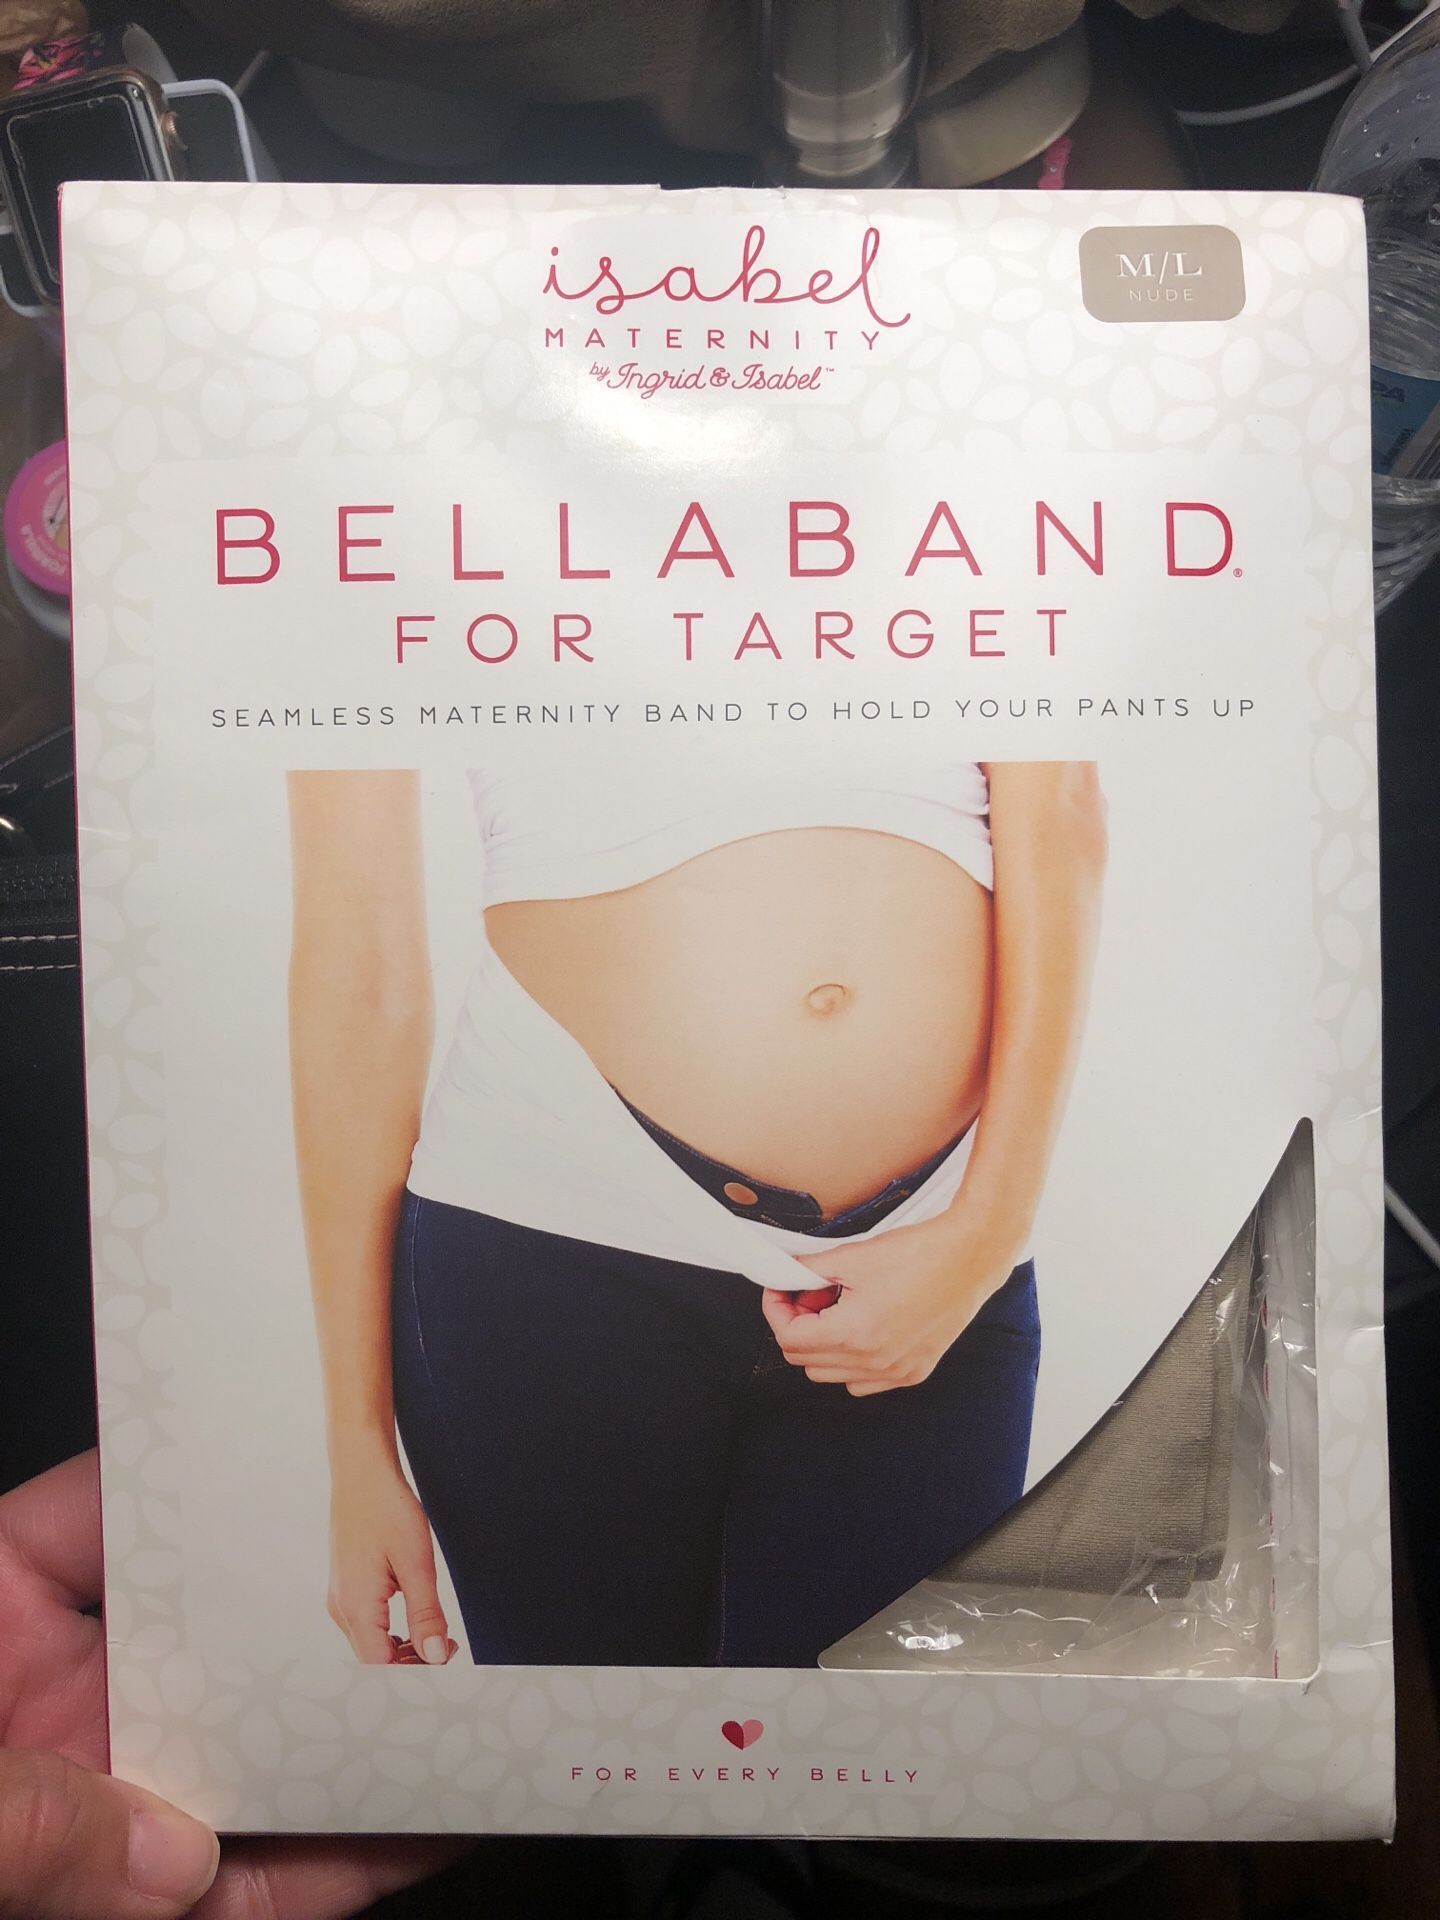 isabel
MATERNITY
by Ingrid & Isabel™
M/L
NUDE
BELLABAND®
FOR TARGET
SEAMLESS MATERNITY BAND TO HOLD YOUR PANTS UP
FOR EVERY BELLY
FORMULA